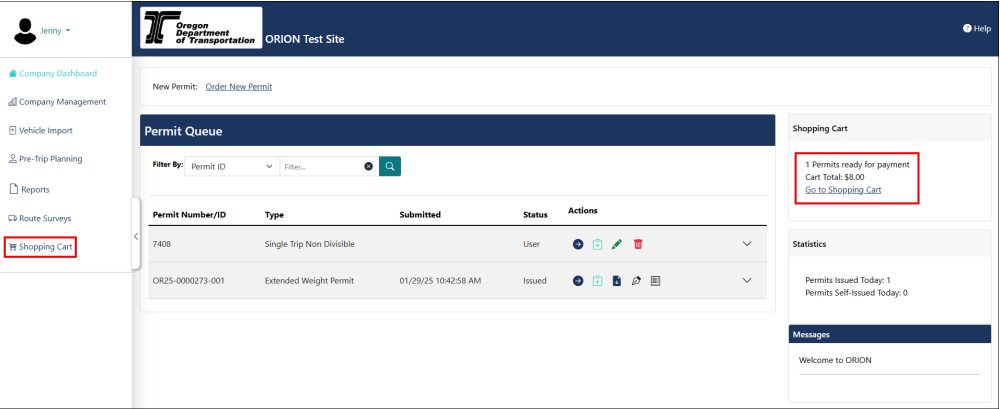 Jenny
Oregon
Department
of Transportation
ORION Test Site
Help
Company Dashboard
Company Management
Vehicle Import
Pre-Trip Planning
Reports
Route Surveys
Shopping Cart
New Permit: Order New Permit
Permit Queue
Filter By: Permit ID Filter...
Permit Number/ID Type Submitted Status Actions
7408 Single Trip Non Divisible User
OR25-0000273-001 Extended Weight Permit 01/29/25 10:42:58 AM Issued
Shopping Cart
1 Permits ready for payment
Cart Total: $8.00
Go to Shopping Cart
Statistics
Permits Issued Today: 1
Permits Self-Issued Today: 0
Messages
Welcome to ORION